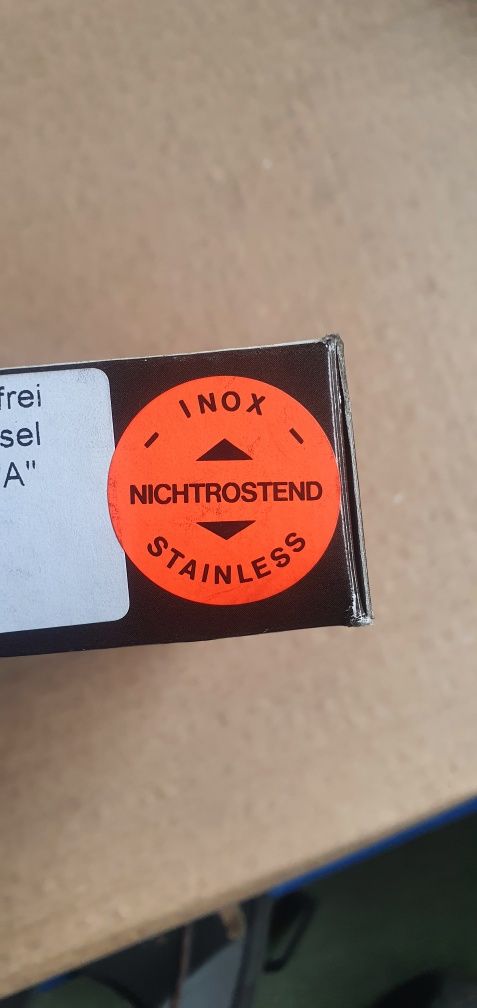 frei
sel
A"
- INOX -
NICHTROSTEND
STAINLESS